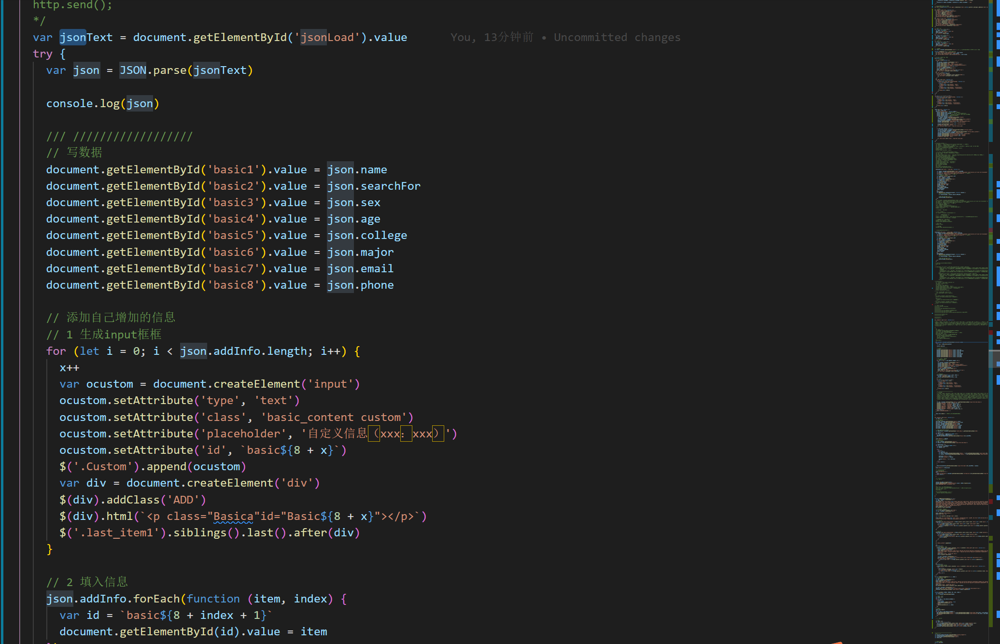 http.send();
*/
var jsonText = document.getElementById('jsonLoad').value You, 13分钟前 • Uncommitted changes
try {
var json = JSON.parse(jsonText)
console.log(json)
/// //////////////////
// 写数据
document.getElementById('basic1').value = json.name
document.getElementById('basic2').value = json.searchFor
document.getElementById('basic3').value = json.sex
document.getElementById('basic4').value = json.age
document.getElementById('basic5').value = json.college
document.getElementById('basic6').value = json.major
document.getElementById('basic7').value = json.email
document.getElementById('basic8').value = json.phone
// 添加自己增加的信息
// 1 生成input框框
for (let i = 0; i < json.addInfo.length; i++) {
x++
var ocustom = document.createElement('input')
ocustom.setAttribute('type', 'text')
ocustom.setAttribute('class', 'basic_content custom')
ocustom.setAttribute('placeholder', '自定义信息（xxx：xxx）')
ocustom.setAttribute('id', `basic${8 + x}`)
$('.Custom').append(ocustom)
var div = document.createElement('div')
$(div).addClass('ADD')
$(div).html(`<p class="Basica"id="Basic${8 + x}"></p>`)
$('.last_item1').siblings().last().after(div)
}
// 2 填入信息
json.addInfo.forEach(function (item, index) {
var id = `basic${8 + index + 1}`
document.getElementById(id).value = item